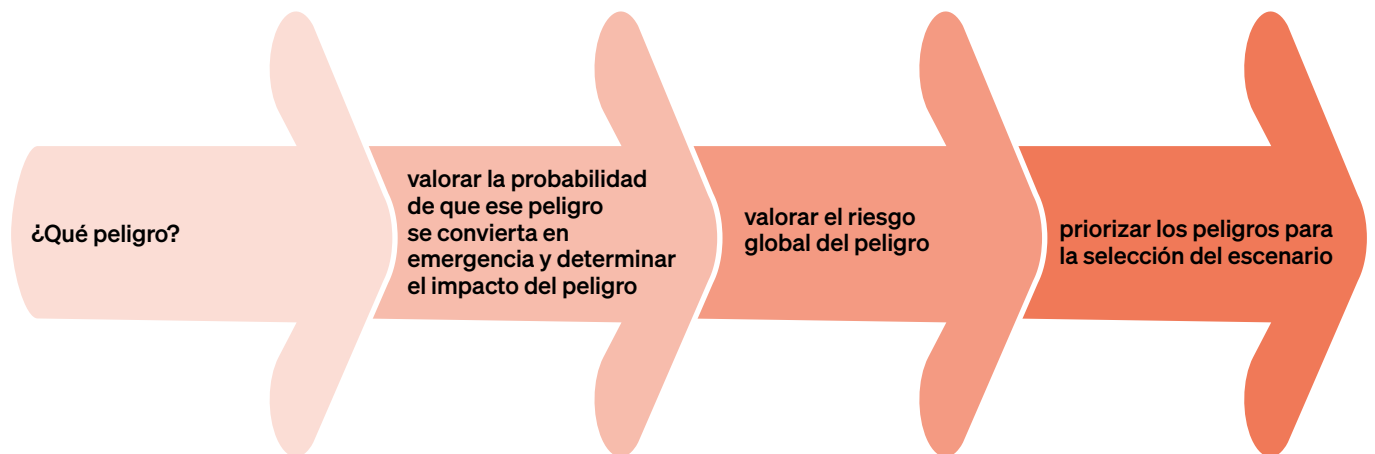 ¿Qué peligro?
valorar la probabilidad
de que ese peligro
se convierta en
emergencia y determinar
el impacto del peligro
valorar el riesgo
global del peligro
priorizar los peligros para
la selección del escenario